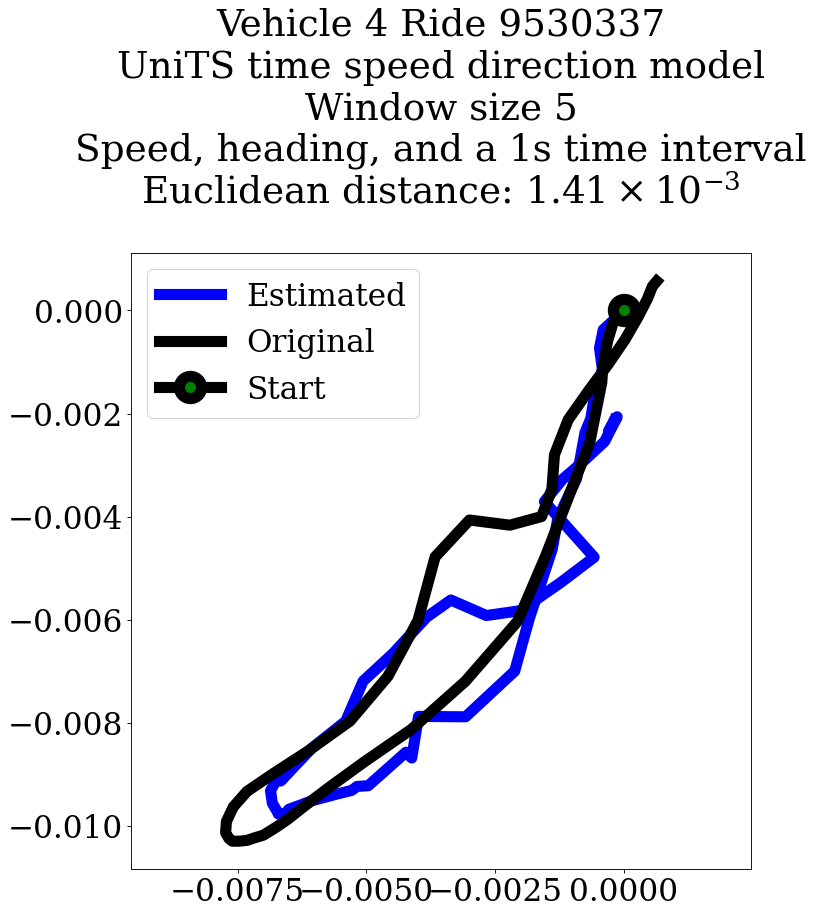 Vehicle 4 Ride 9530337
UniTS time speed direction model
Window size 5
Speed, heading, and a 1s time interval
Euclidean distance: 1.41 × 10⁻³
Estimated
Original
Start
0.000
−0.002
−0.004
−0.006
−0.008
−0.010
−0.0075 −0.0050 −0.0025 0.0000